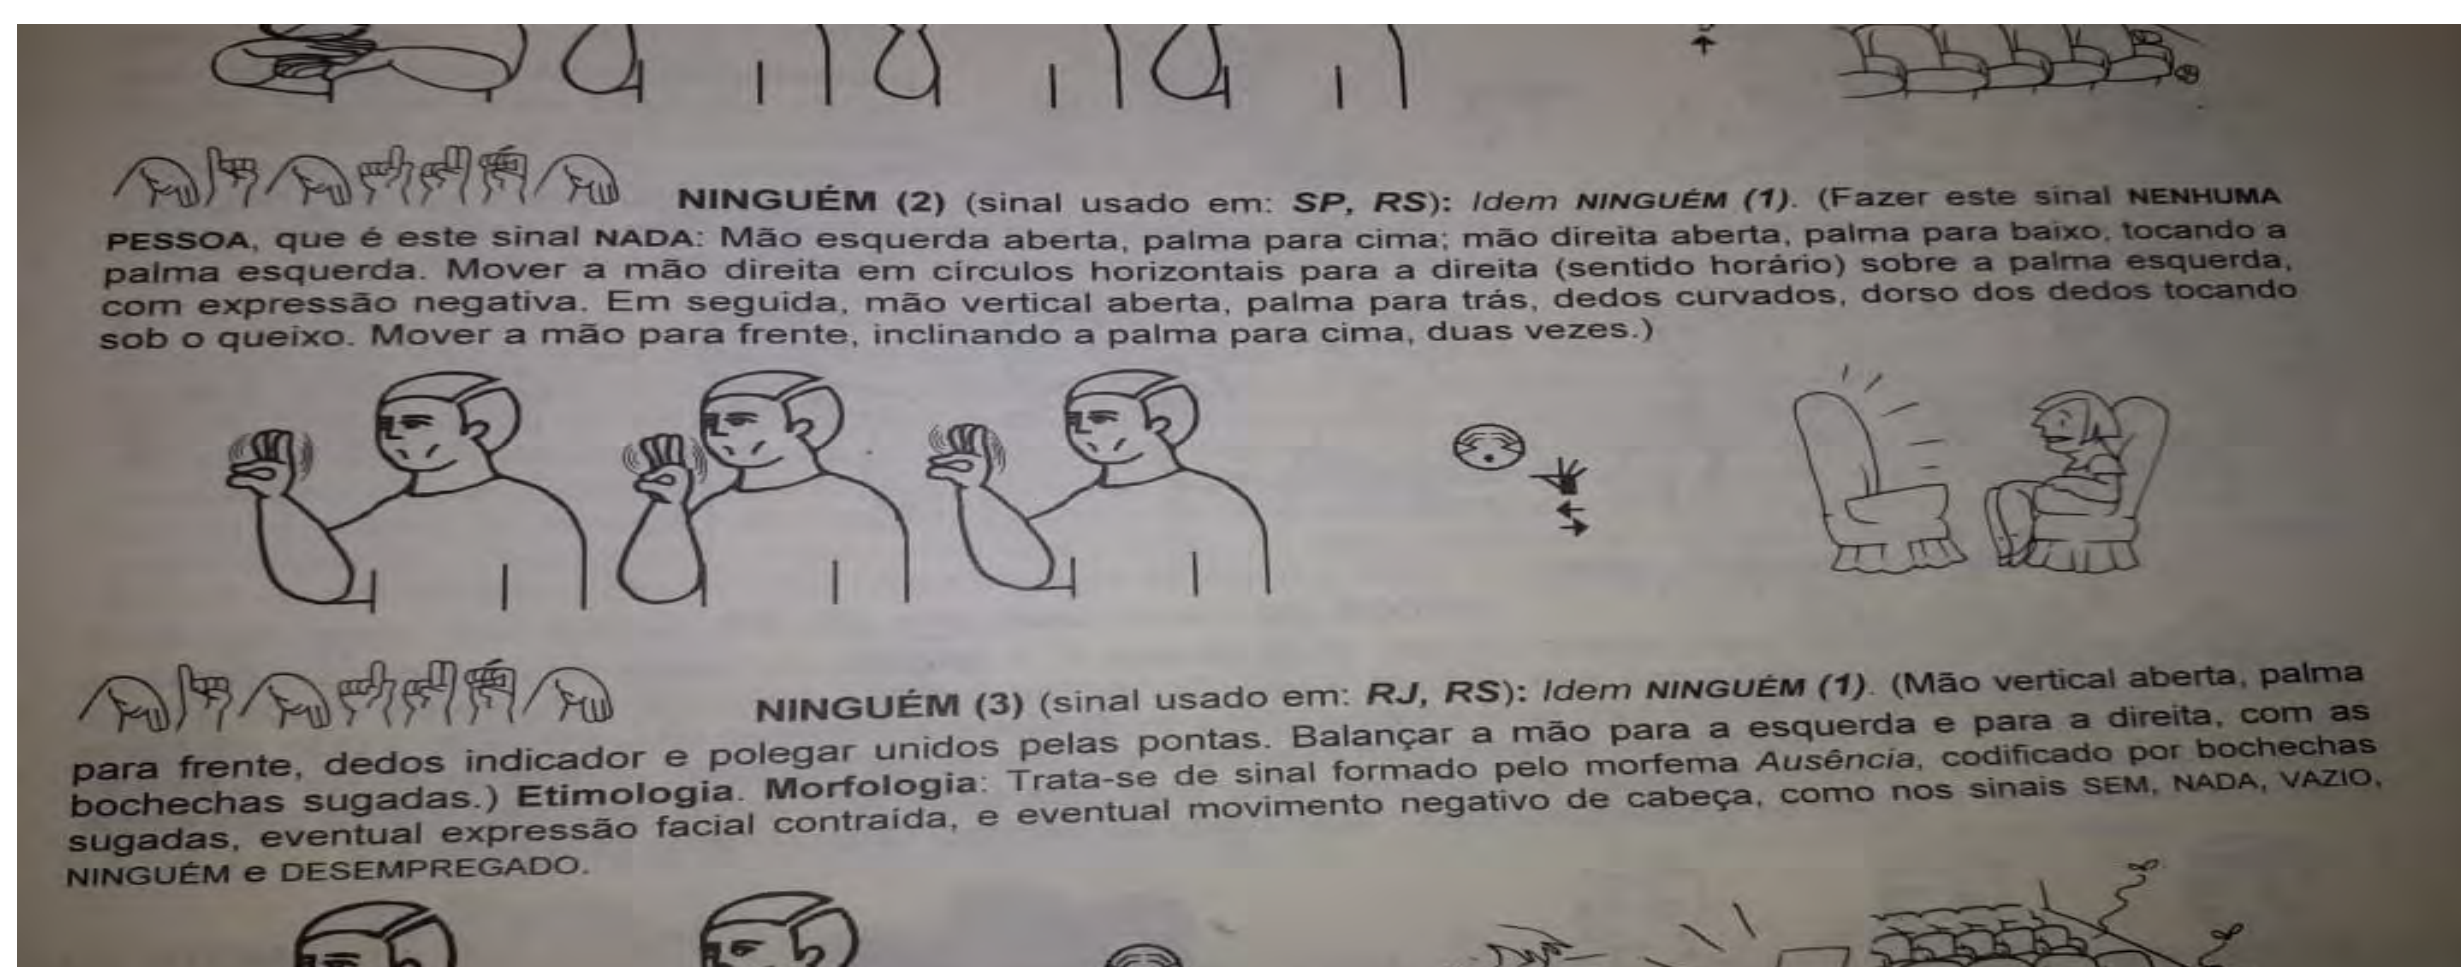 NINGUÉM (2) (sinal usado em: SP, RS): Idem NINGUÉM (1). (Fazer este sinal NENHUMA
PESSOA, que é este sinal NADA: Mão esquerda aberta, palma para cima; mão direita aberta, palma para baixo, tocando a
palma esquerda. Mover a mão direita em círculos horizontais para a direita (sentido horário) sobre a palma esquerda,
com expressão negativa. Em seguida, mão vertical aberta, palma para trás, dedos curvados, dorso dos dedos tocando
sob o queixo. Mover a mão para frente, inclinando a palma para cima, duas vezes.)
NINGUÉM (3) (sinal usado em: RJ, RS): Idem NINGUÉM (1). (Mão vertical aberta, palma
para frente, dedos indicador e polegar unidos pelas pontas. Balançar a mão para a esquerda e para a direita, com as
bochechas sugadas.) Etimologia. Morfologia: Trata-se de sinal formado pelo morfema Ausência, codificado por bochechas
sugadas, eventual expressão facial contraída, e eventual movimento negativo de cabeça, como nos sinais SEM, NADA, VAZIO,
NINGUÉM e DESEMPREGADO.